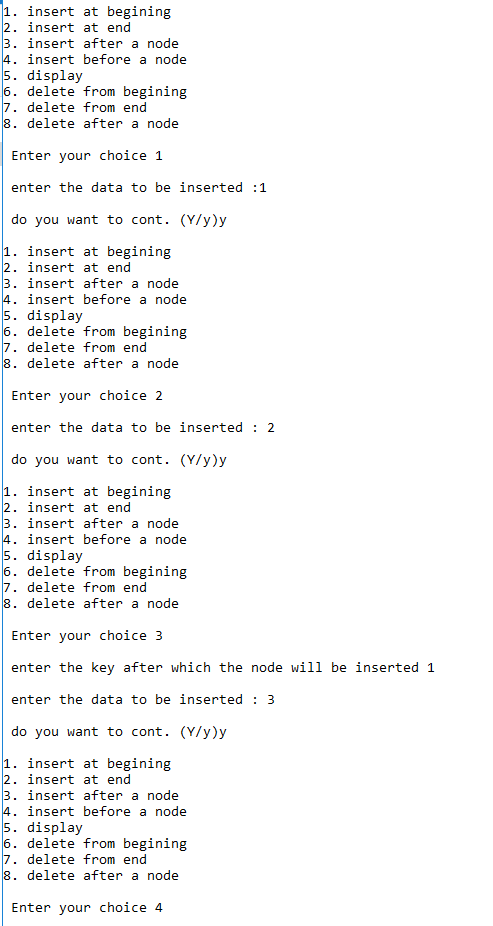 1. insert at begining
2. insert at end
3. insert after a node
4. insert before a node
5. display
6. delete from begining
7. delete from end
8. delete after a node
Enter your choice 1
enter the data to be inserted :1
do you want to cont. (Y/y)y
1. insert at begining
2. insert at end
3. insert after a node
4. insert before a node
5. display
6. delete from begining
7. delete from end
8. delete after a node
Enter your choice 2
enter the data to be inserted : 2
do you want to cont. (Y/y)y
1. insert at begining
2. insert at end
3. insert after a node
4. insert before a node
5. display
6. delete from begining
7. delete from end
8. delete after a node
Enter your choice 3
enter the key after which the node will be inserted 1
enter the data to be inserted : 3
do you want to cont. (Y/y)y
1. insert at begining
2. insert at end
3. insert after a node
4. insert before a node
5. display
6. delete from begining
7. delete from end
8. delete after a node
Enter your choice 4